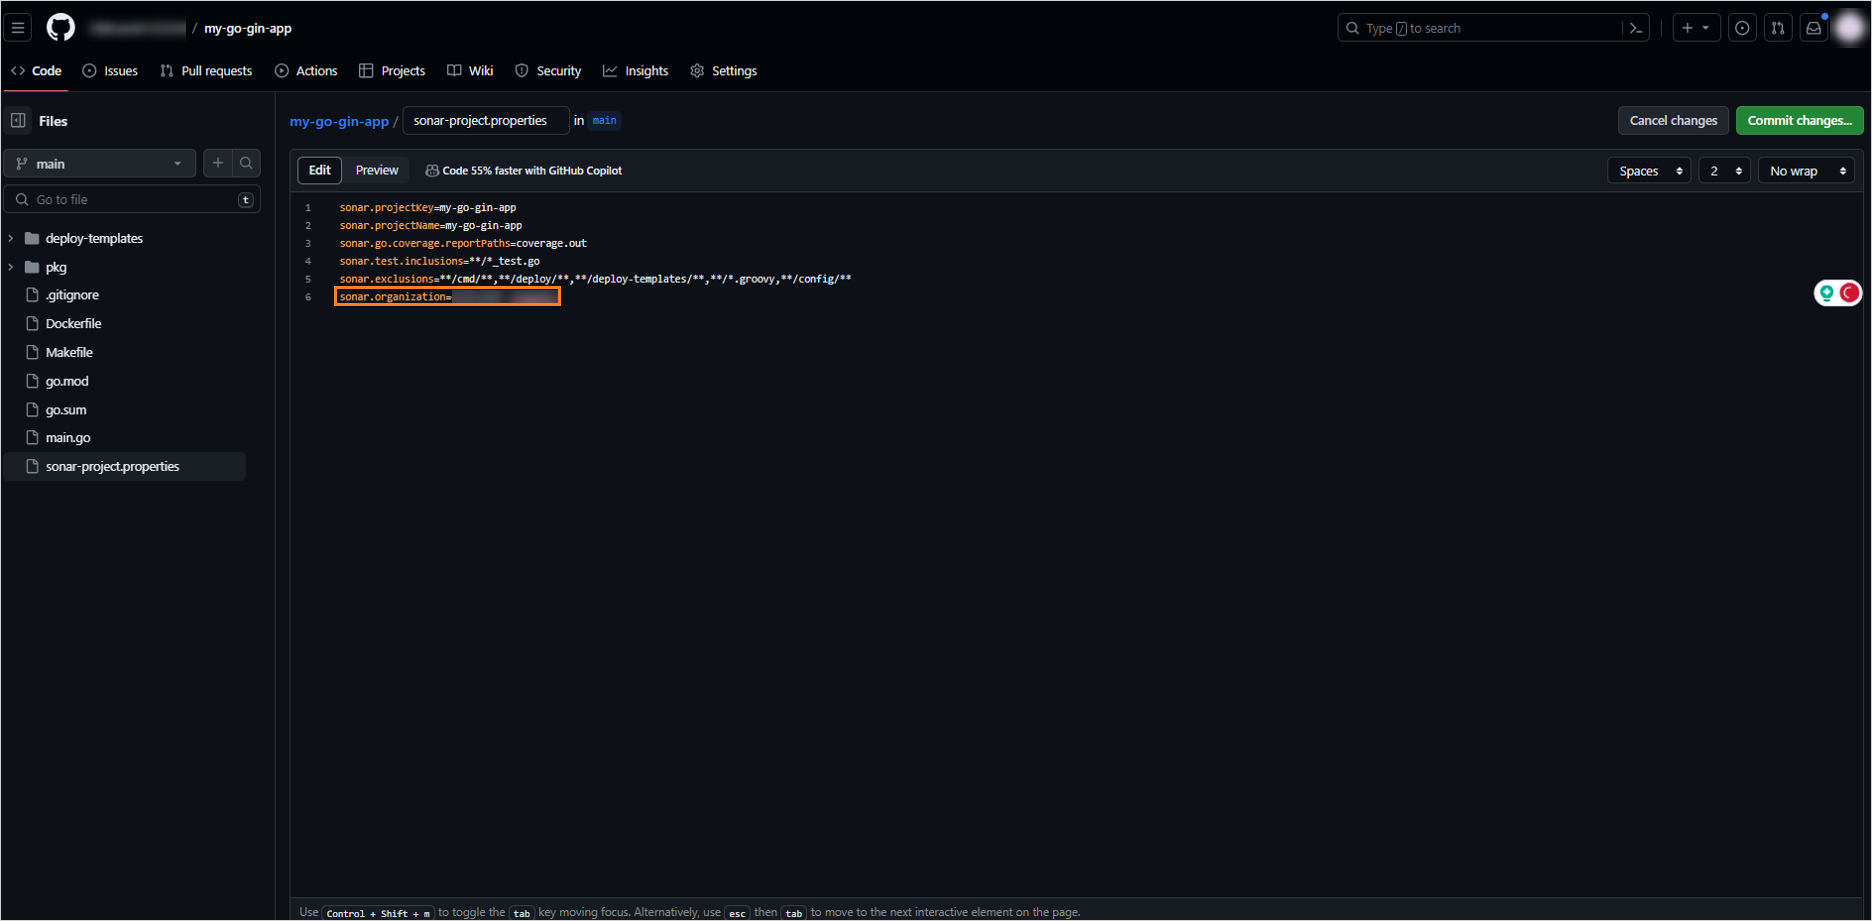 / my-go-gin-app
Type / to search
Code Issues Pull requests Actions Projects Wiki Security Insights Settings
Files
main
Go to file t
deploy-templates
pkg
.gitignore
Dockerfile
Makefile
go.mod
go.sum
main.go
sonar-project.properties
my-go-gin-app / sonar-project.properties in main
Cancel changes Commit changes...
Edit Preview Code 55% faster with GitHub Copilot
Spaces 2 No wrap
1 sonar.projectKey=my-go-gin-app
2 sonar.projectName=my-go-gin-app
3 sonar.go.coverage.reportPaths=coverage.out
4 sonar.test.inclusions=**/*_test.go
5 sonar.exclusions=**/cmd/**,**/deploy/**,**/deploy-templates/**,**/*.groovy,**/config/**
6 sonar.organization=
Use Control + Shift + m to toggle the tab key moving focus. Alternatively, use esc then tab to move to the next interactive element on the page.